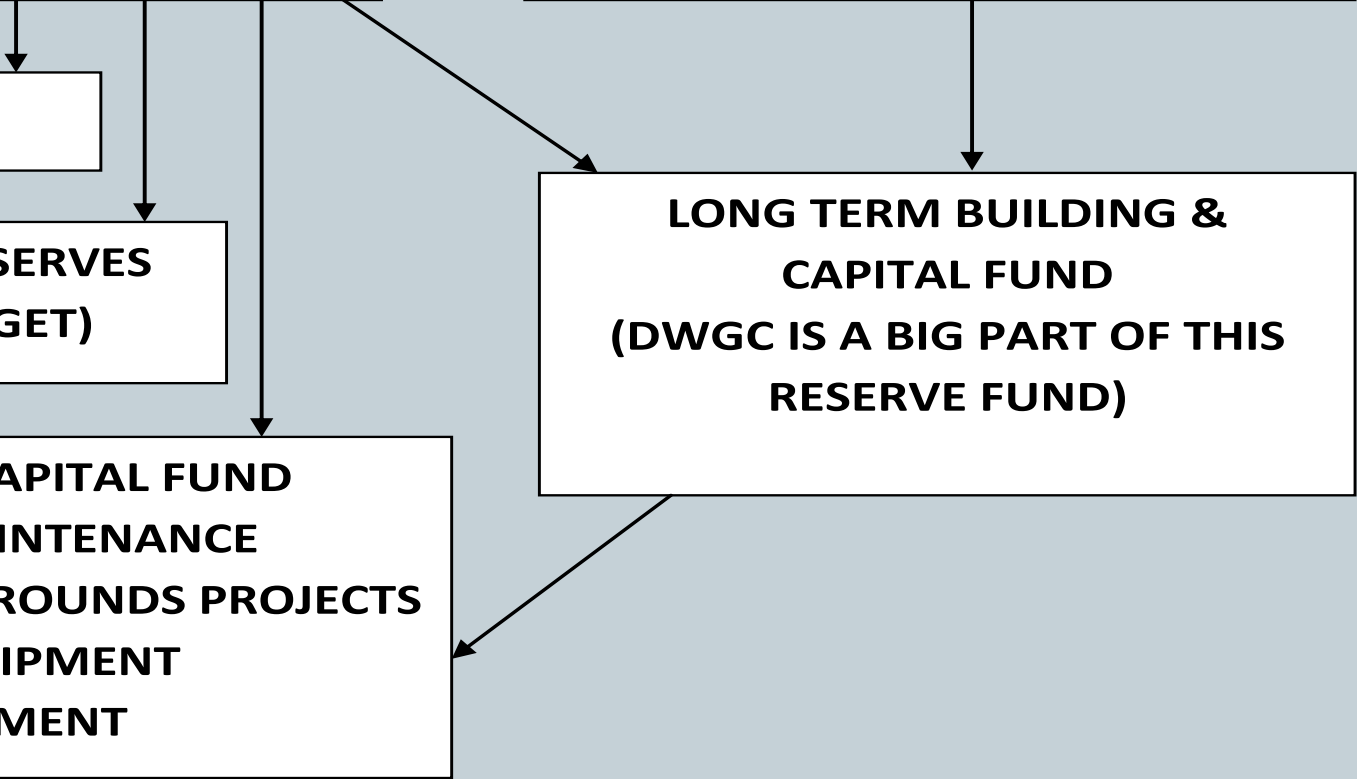 SERVES
GET)
LONG TERM BUILDING &
CAPITAL FUND
(DWGC IS A BIG PART OF THIS
RESERVE FUND)
APITAL FUND
INTENANCE
ROUNDS PROJECTS
IPMENT
MENT